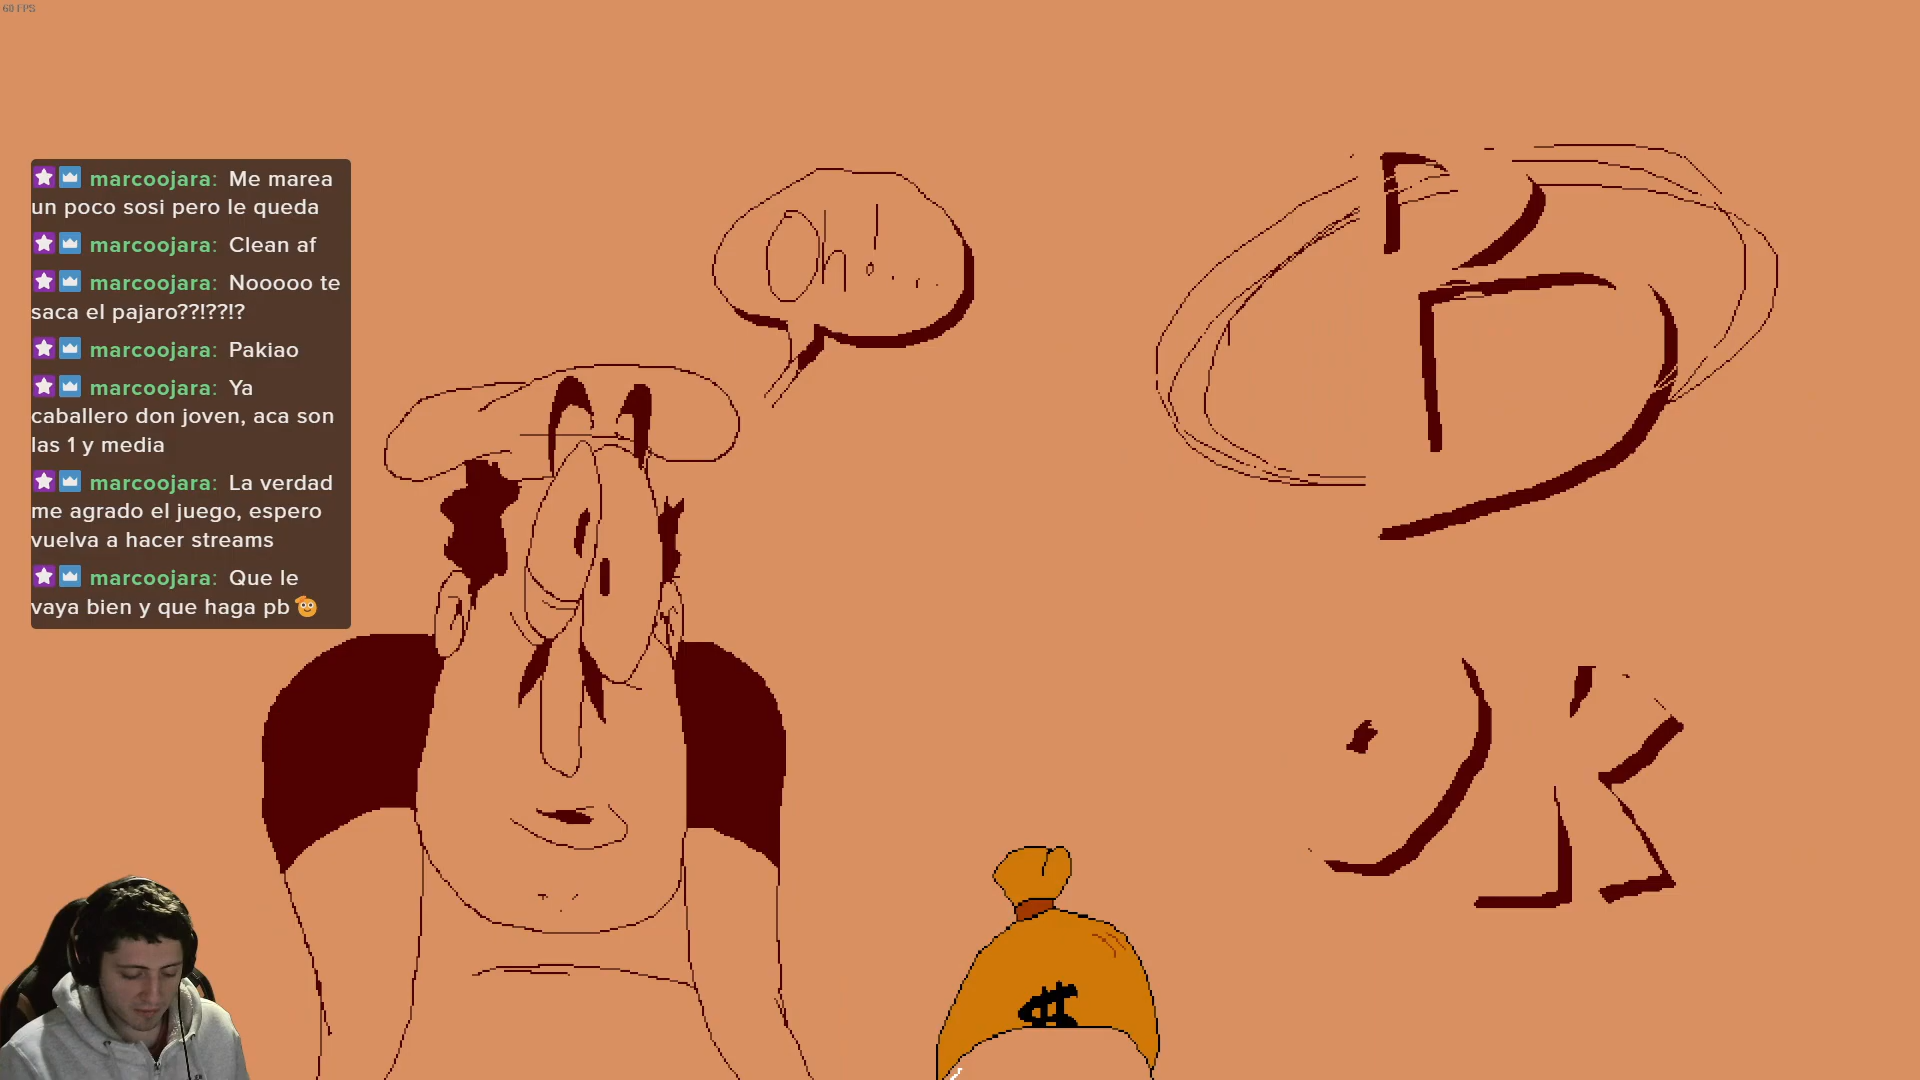 60 FPS
marcoojara: Me marea
un poco sosi pero le queda
marcoojara: Clean af
marcoojara: Nooooo te
saca el pajaro??!??!?
marcoojara: Pakiao
marcoojara: Ya
caballero don joven, aca son
las 1 y media
marcoojara: La verdad
me agrado el juego, espero
vuelva a hacer streams
marcoojara: Que le
vaya bien y que haga pb
Oh!...
$